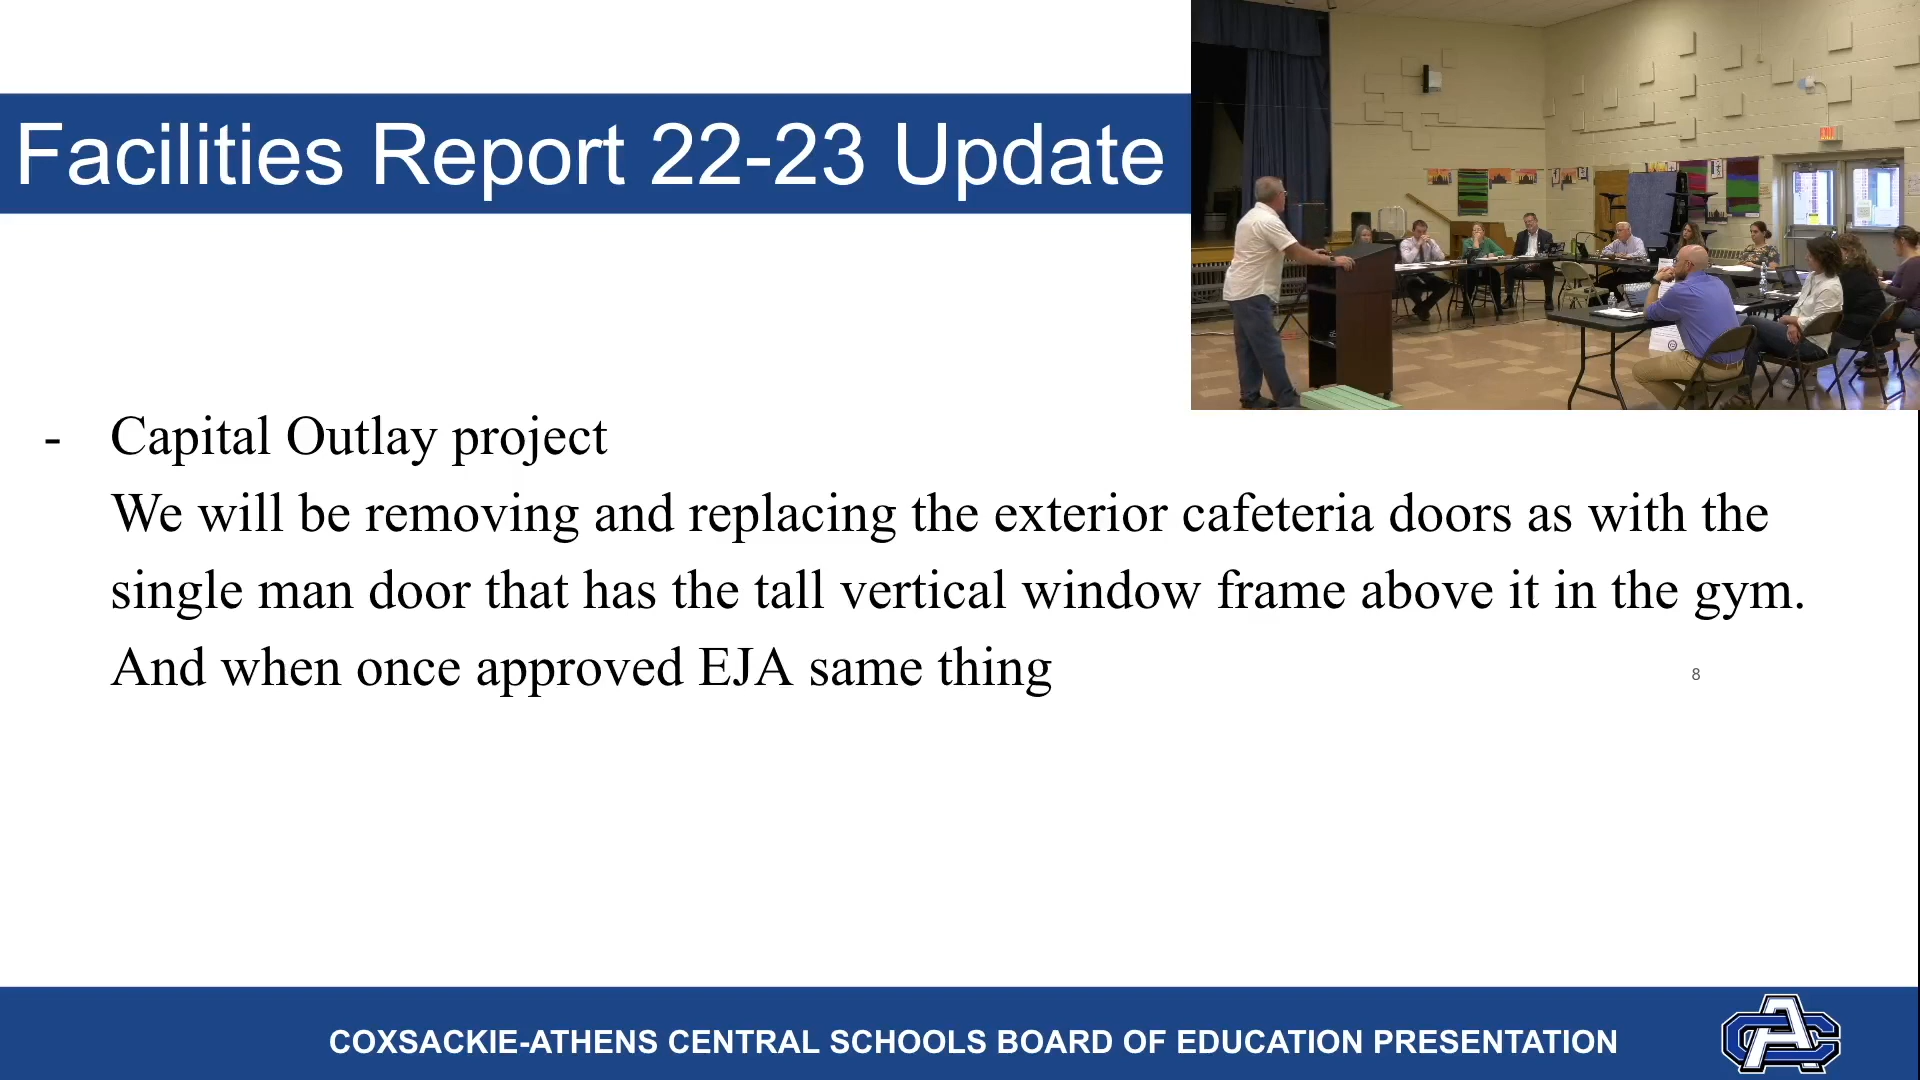 Facilities Report 22-23 Update
- Capital Outlay project
We will be removing and replacing the exterior cafeteria doors as with the
single man door that has the tall vertical window frame above it in the gym.
And when once approved EJA same thing
8
COXSACKIE-ATHENS CENTRAL SCHOOLS BOARD OF EDUCATION PRESENTATION
CA